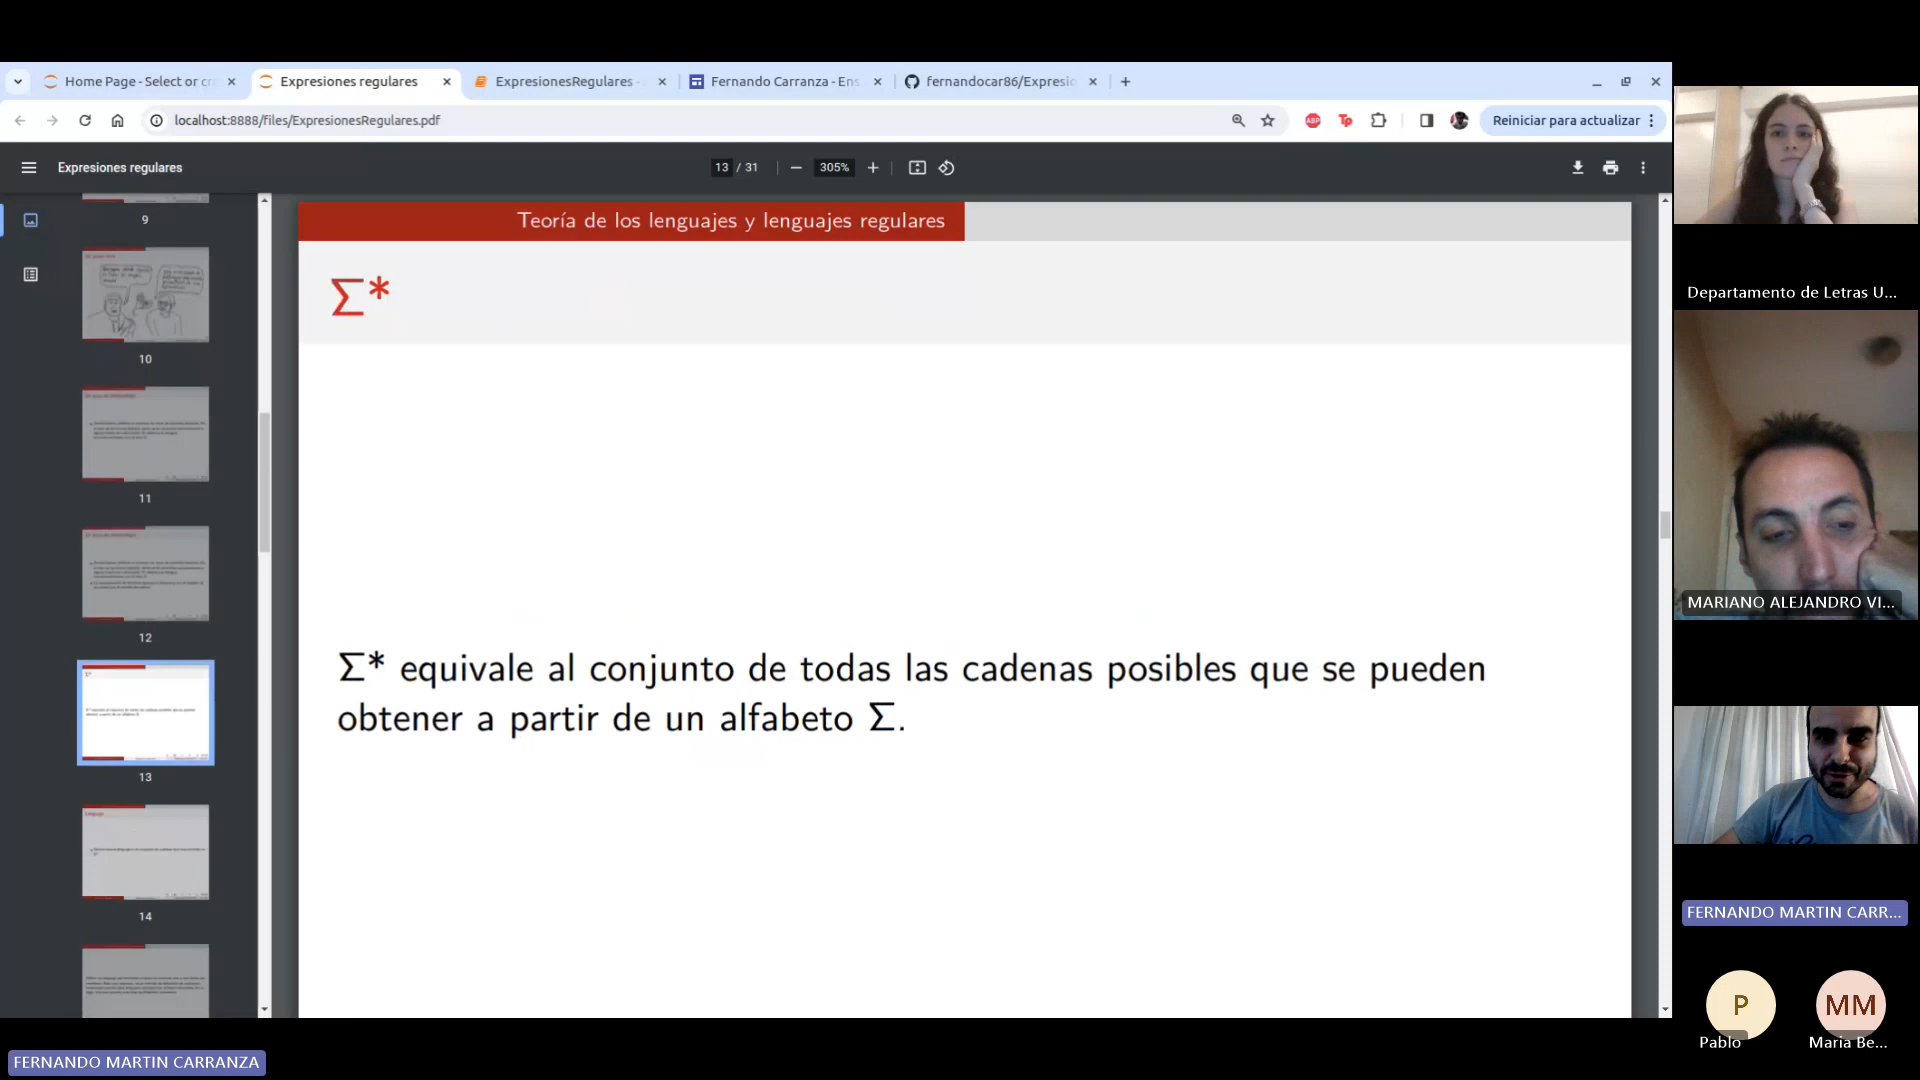 Home Page - Select or cr
Expresiones regulares
ExpresionesRegulares -
Fernando Carranza - Ens
fernandocar86/Expresio
localhost:8888/files/ExpresionesRegulares.pdf
ABP
Tp
Reiniciar para actualizar
Expresiones regulares
13 / 31
305%
9
10
11
12
13
14
Teoría de los lenguajes y lenguajes regulares
Σ*
Σ* equivale al conjunto de todas las cadenas posibles que se pueden
obtener a partir de un alfabeto Σ.
Departamento de Letras U...
MARIANO ALEJANDRO VI...
FERNANDO MARTIN CARR...
P
MM
Pablo
Maria Be...
FERNANDO MARTIN CARRANZA